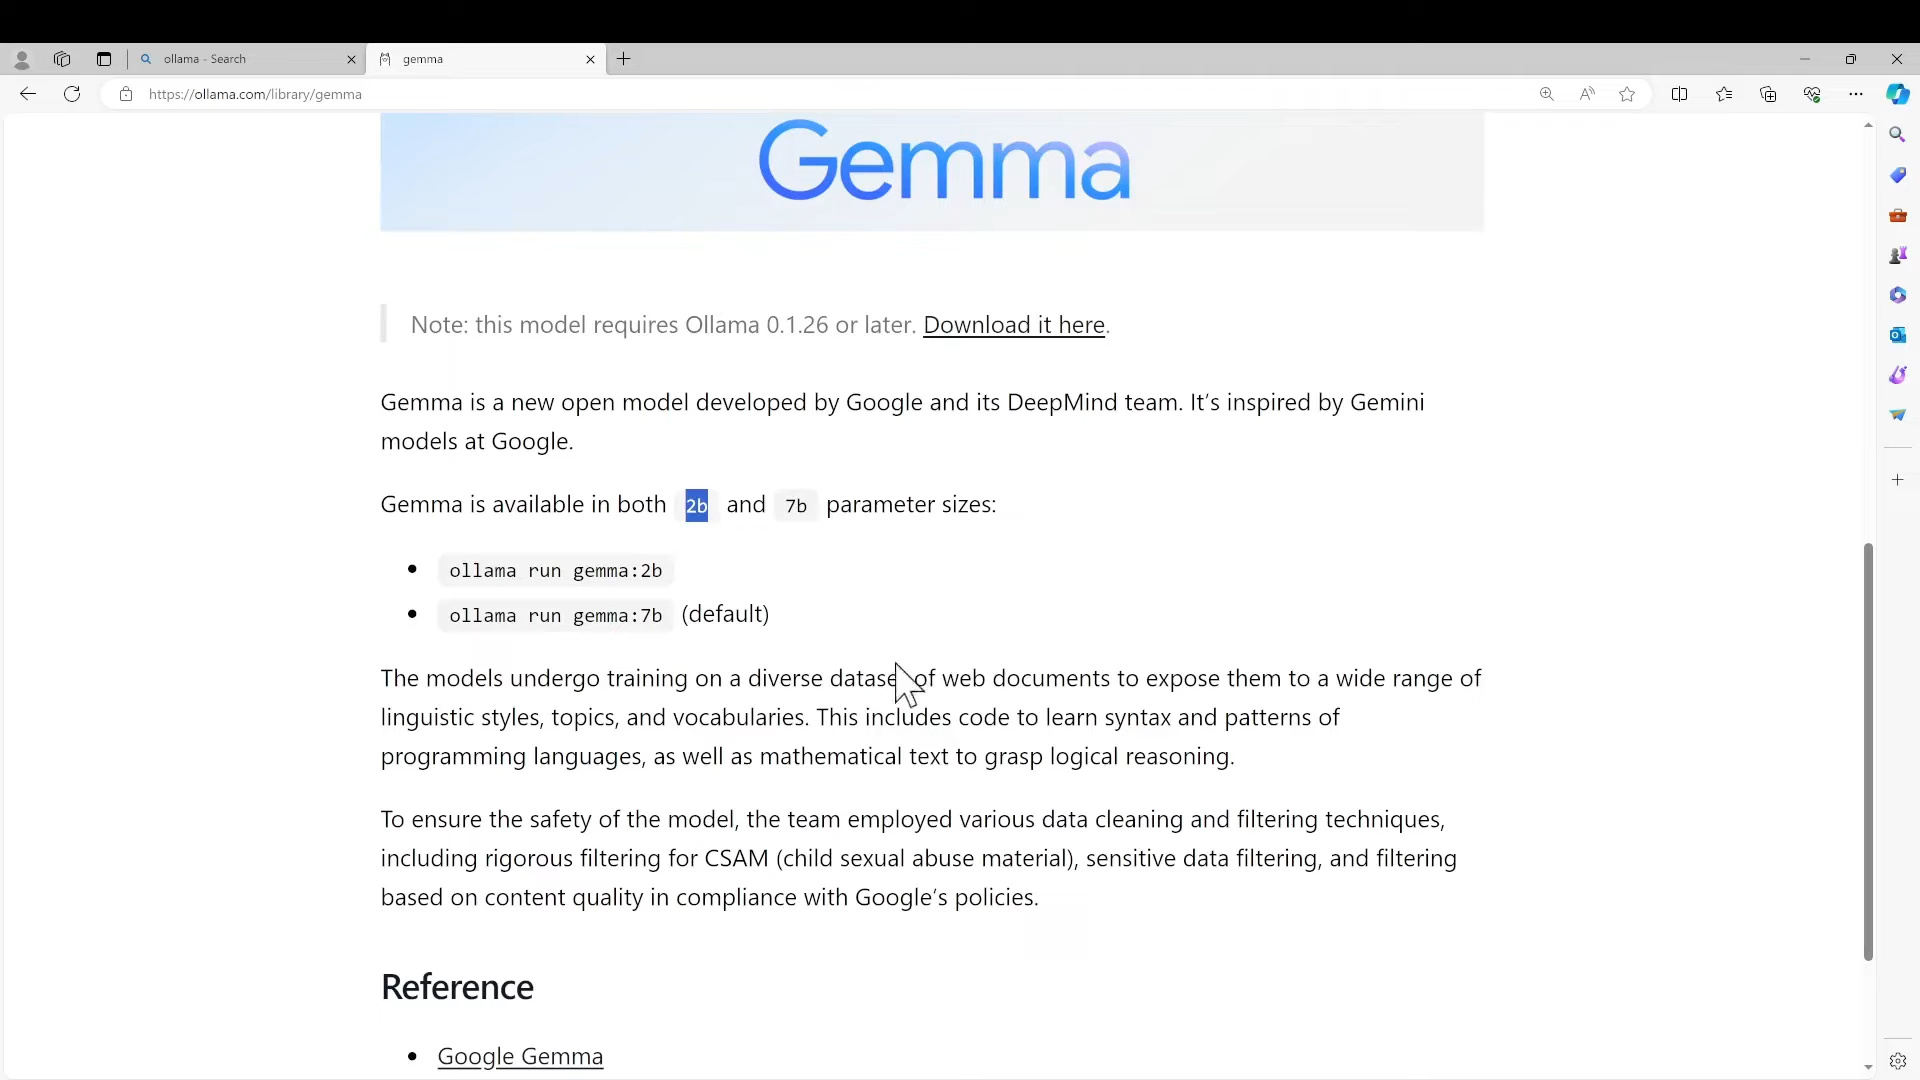 ollama - Search
gemma
https://ollama.com/library/gemma
Gemma
Note: this model requires Ollama 0.1.26 or later. Download it here.
Gemma is a new open model developed by Google and its DeepMind team. It’s inspired by Gemini
models at Google.
Gemma is available in both 2b and 7b parameter sizes:
• ollama run gemma:2b
• ollama run gemma:7b (default)
The models undergo training on a diverse dataset of web documents to expose them to a wide range of
linguistic styles, topics, and vocabularies. This includes code to learn syntax and patterns of
programming languages, as well as mathematical text to grasp logical reasoning.
To ensure the safety of the model, the team employed various data cleaning and filtering techniques,
including rigorous filtering for CSAM (child sexual abuse material), sensitive data filtering, and filtering
based on content quality in compliance with Google’s policies.
Reference
• Google Gemma